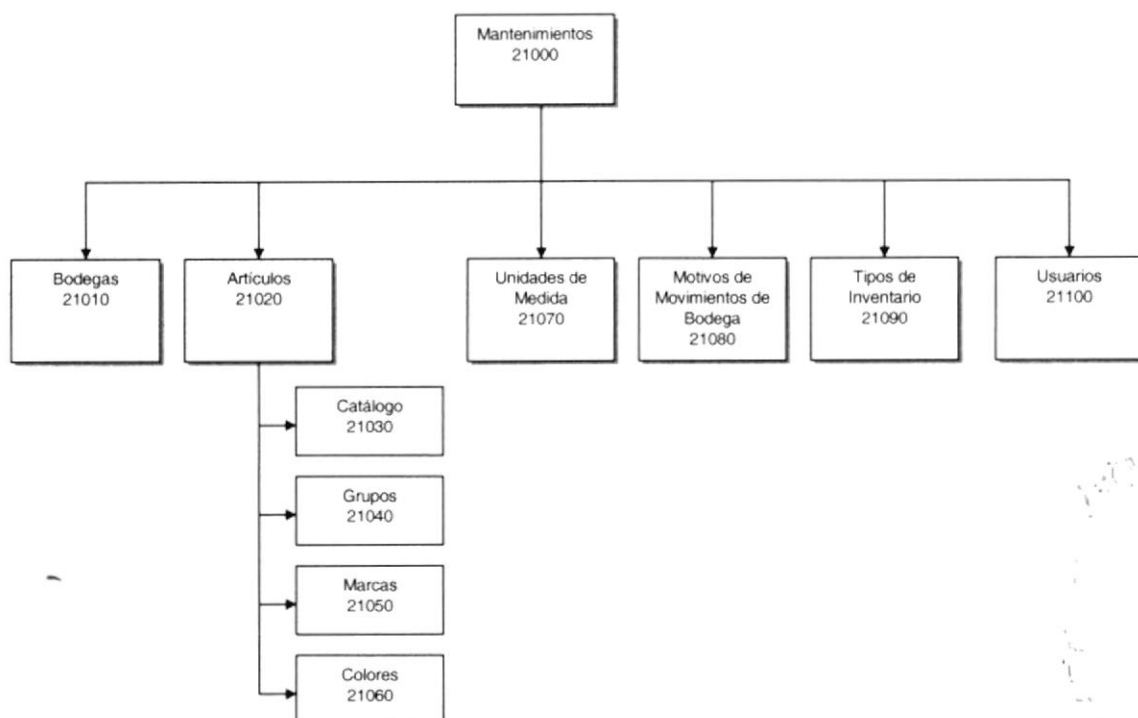 Mantenimientos
21000
Bodegas
21010
Artículos
21020
Unidades de
Medida
21070
Motivos de
Movimientos de
Bodega
21080
Tipos de
Inventario
21090
Usuarios
21100
Catálogo
21030
Grupos
21040
Marcas
21050
Colores
21060